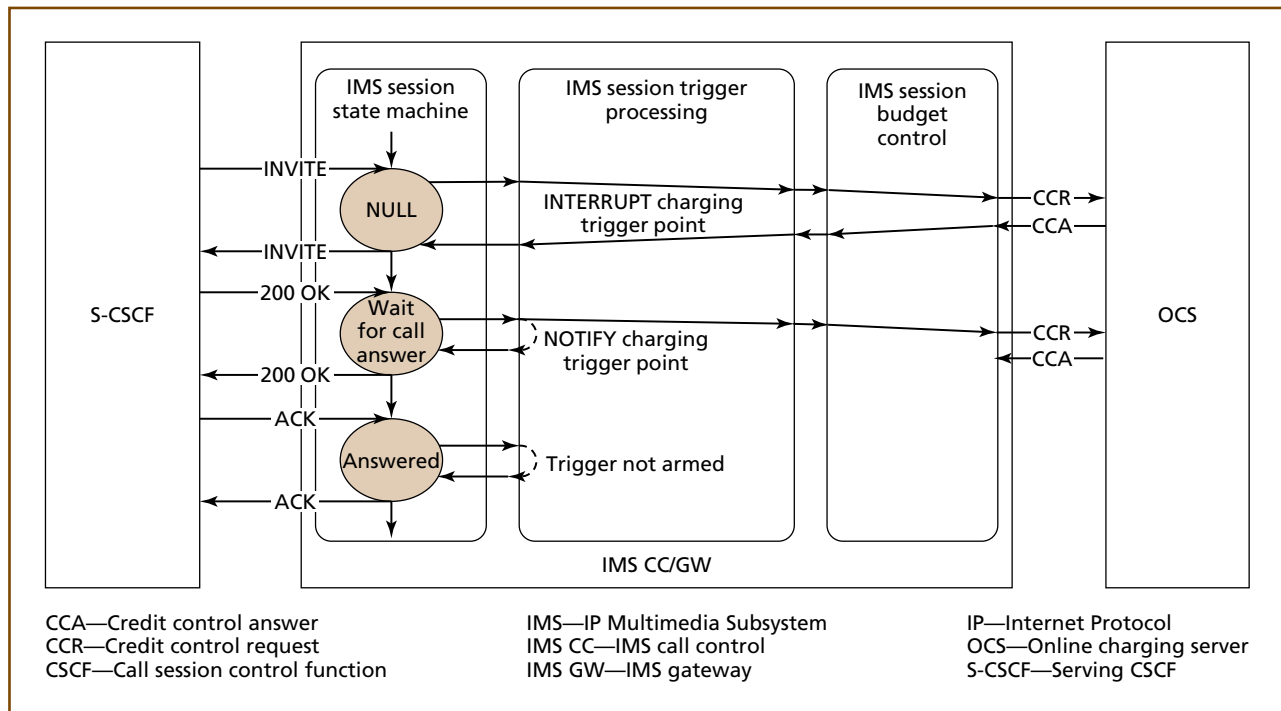 IMS session
state machine
IMS session trigger
processing
IMS session
budget
control
INVITE
NULL
INTERRUPT charging
trigger point
CCR
CCA
INVITE
200 OK
S-CSCF
Wait
for call
answer
NOTIFY charging
trigger point
CCR
CCA
OCS
200 OK
ACK
Answered
Trigger not armed
ACK
IMS CC/GW
CCA—Credit control answer
CCR—Credit control request
CSCF—Call session control function
IMS—IP Multimedia Subsystem
IMS CC—IMS call control
IMS GW—IMS gateway
IP—Internet Protocol
OCS—Online charging server
S-CSCF—Serving CSCF